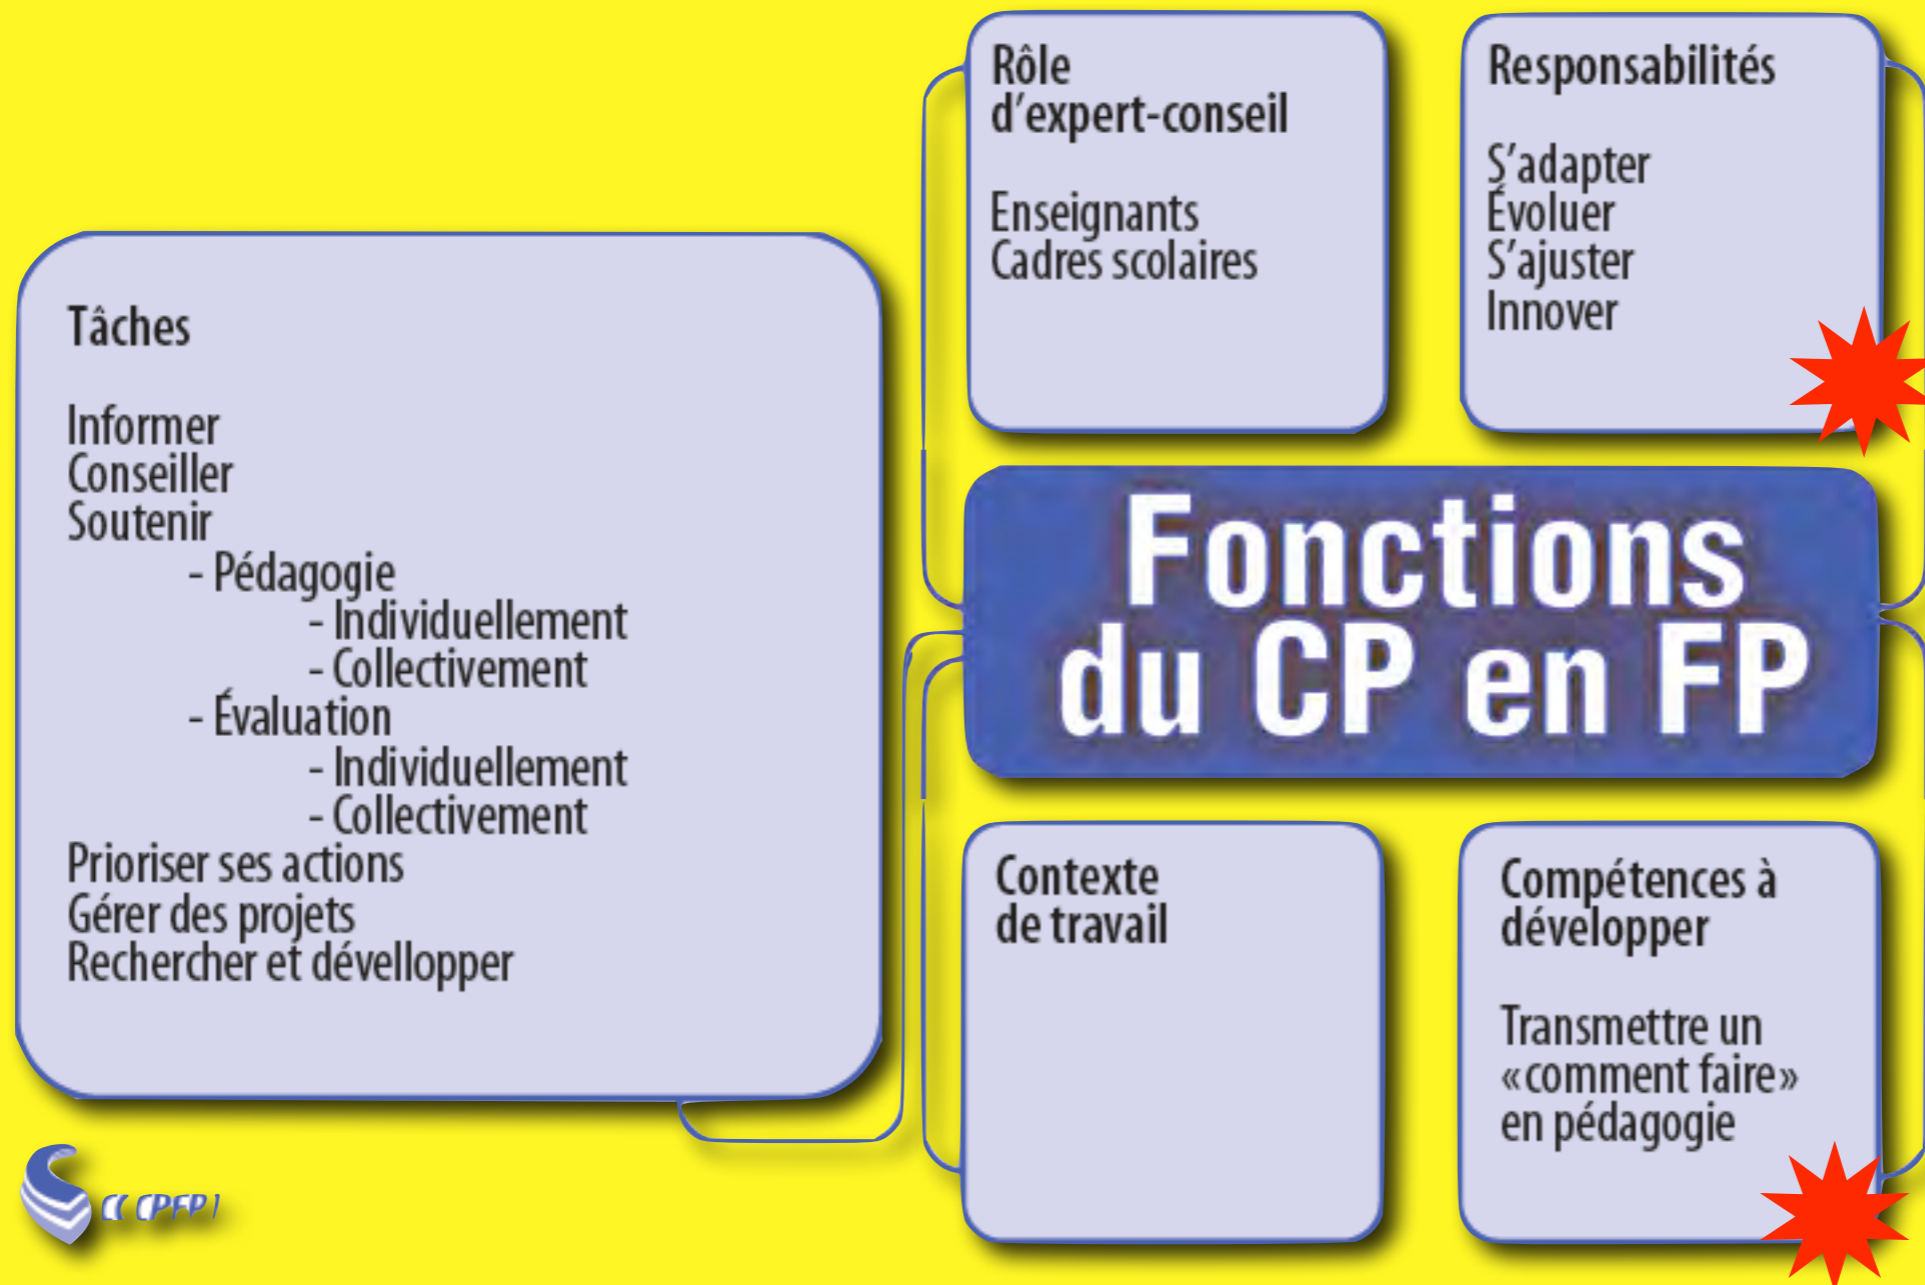 Rôle
d'expert-conseil
Enseignants
Cadres scolaires
Responsabilités
S'adapter
Évoluer
S'ajuster
Innover
Tâches
Informer
Conseiller
Soutenir
- Pédagogie
- Individuellement
- Collectivement
- Évaluation
- Individuellement
- Collectivement
Prioriser ses actions
Gérer des projets
Rechercher et dévellopper
Fonctions
du CP en FP
Contexte
de travail
Compétences à
développer
Transmettre un
«comment faire»
en pédagogie